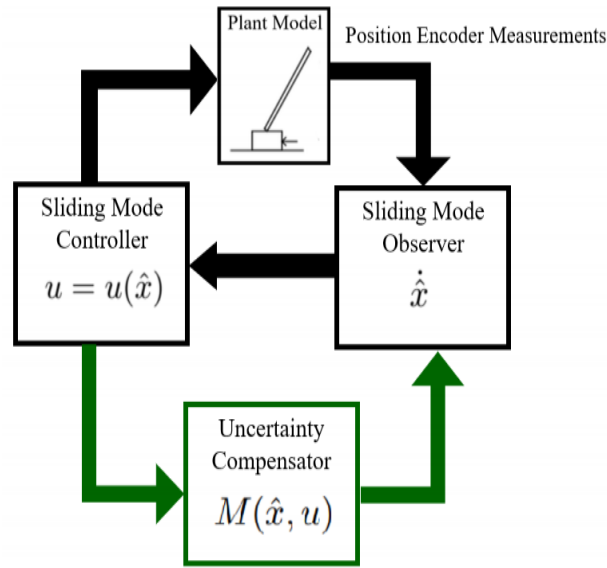 Plant Model
Position Encoder Measurements
Sliding Mode
Controller
u = u(x̂)
Sliding Mode
Observer
ẋ̂
Uncertainty
Compensator
M(x̂, u)